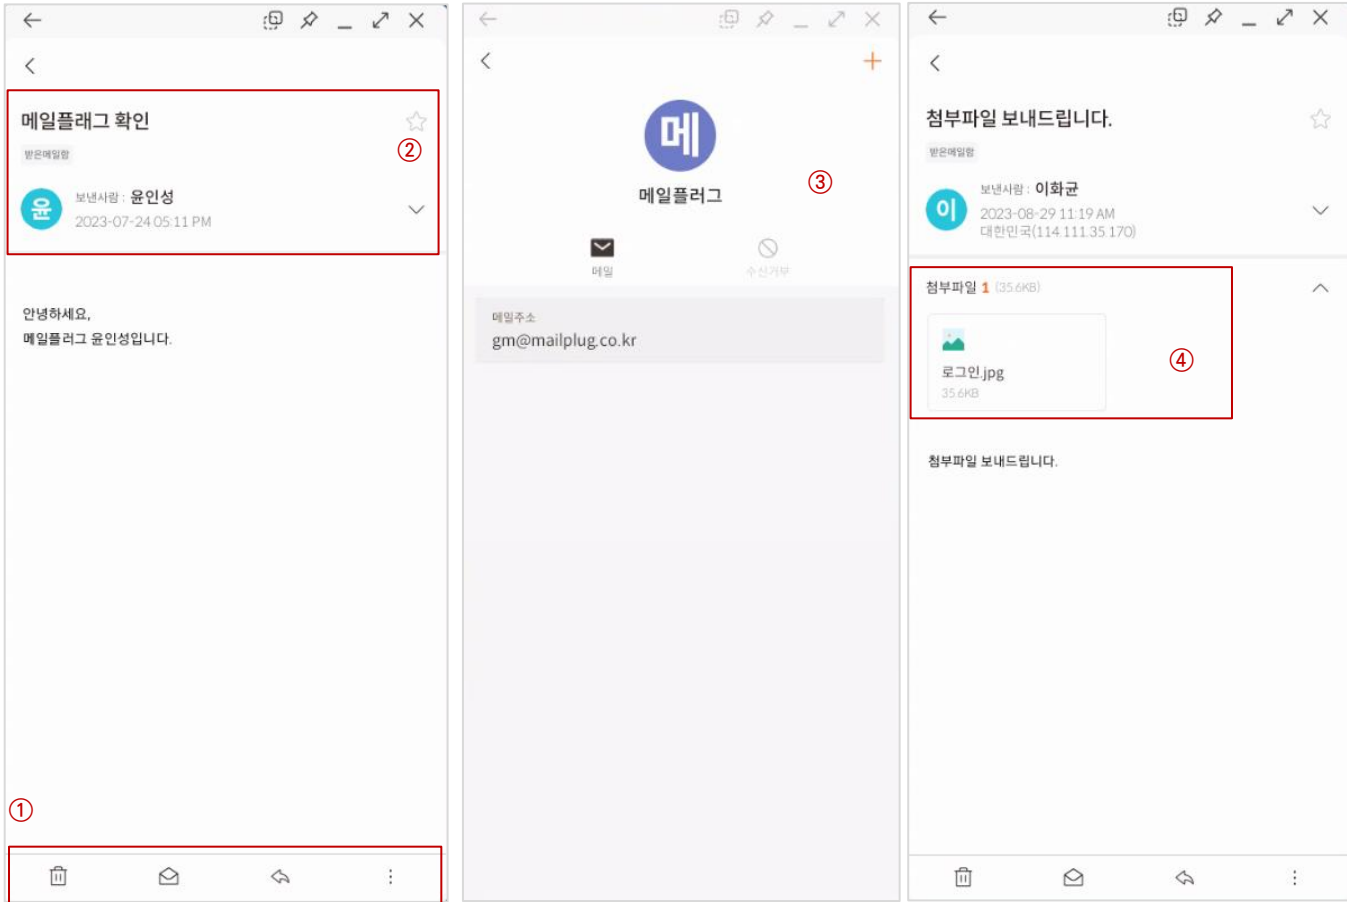 메일플래그 확인
②
받은메일함
윤
보낸사람 : 윤인성
2023-07-24 05:11 PM
안녕하세요,
메일플러그 윤인성입니다.
①
메
메일플러그
③
메일
수신거부
메일주소
gm@mailplug.co.kr
첨부파일 보내드립니다.
받은메일함
이
보낸사람 : 이화균
2023-08-29 11:19 AM
대한민국(114.111.35.170)
첨부파일 1 (35.6KB)
④
로그인.jpg
35.6KB
첨부파일 보내드립니다.